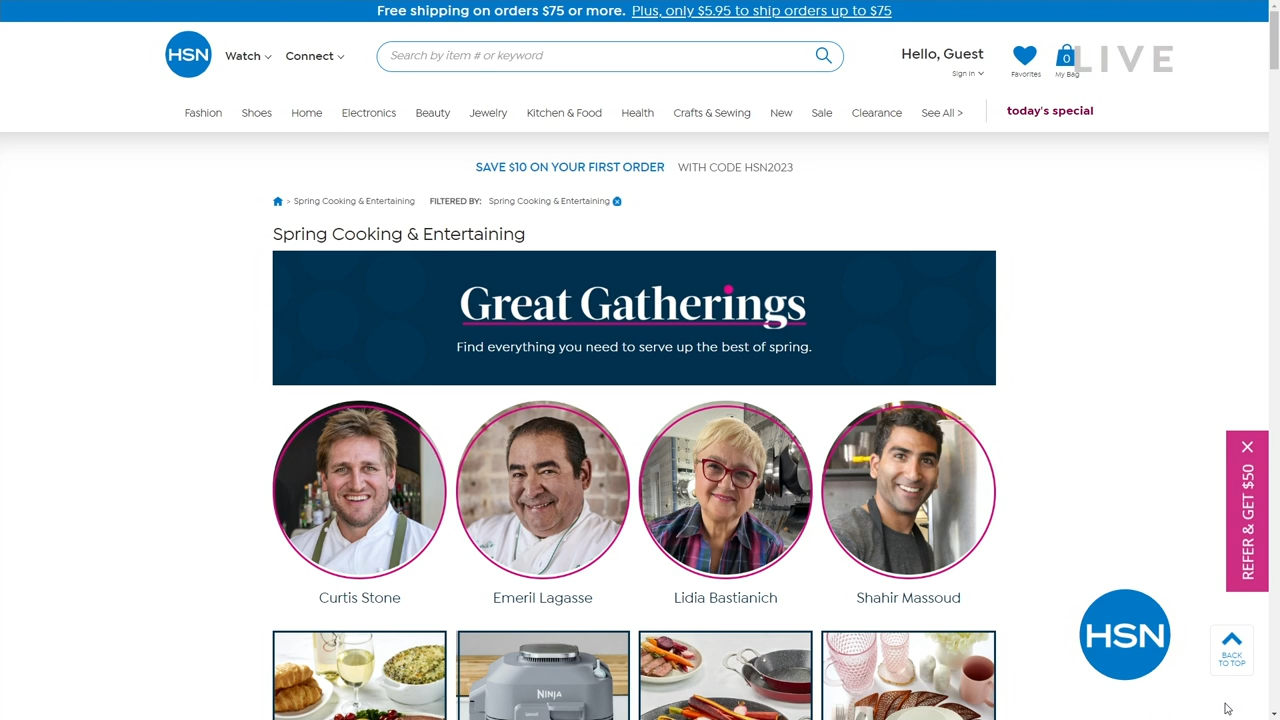 Free shipping on orders $75 or more. Plus, only $5.95 to ship orders up to $75
HSN
Watch
Connect
Search by item # or keyword
Hello, Guest
Sign in
Favorites
0
My Bag
LIVE
Fashion
Shoes
Home
Electronics
Beauty
Jewelry
Kitchen & Food
Health
Crafts & Sewing
New
Sale
Clearance
See All >
today's special
SAVE $10 ON YOUR FIRST ORDER WITH CODE HSN2023
> Spring Cooking & Entertaining
FILTERED BY: Spring Cooking & Entertaining
Spring Cooking & Entertaining
Great Gatherings
Find everything you need to serve up the best of spring.
Curtis Stone
Emeril Lagasse
Lidia Bastianich
Shahir Massoud
NINJA
REFER & GET $50
HSN
BACK
TO TOP